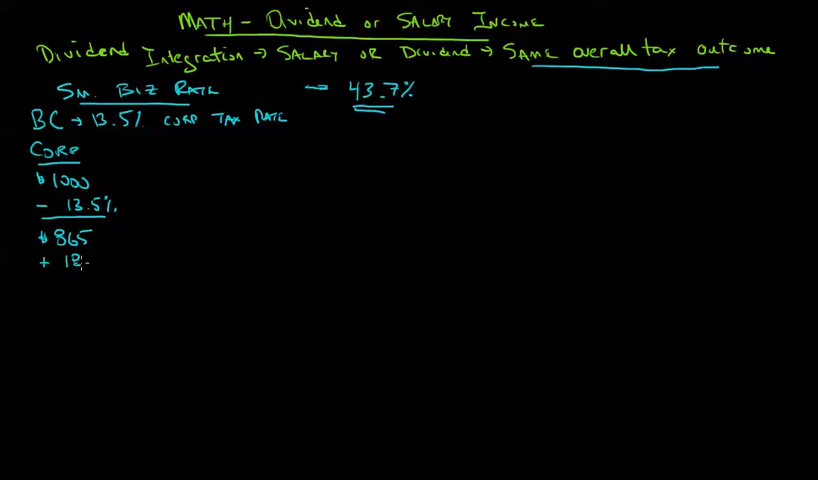 MATH - Dividend or SALARY INCOME
Dividend Integration → SALARY OR Dividend → SAME overall tax outcome
SM. BIZ RATE → 43.7%
BC → 13.5% CORP TAX RATE
CORP
$1000
- 13.5%
$865
+ 18